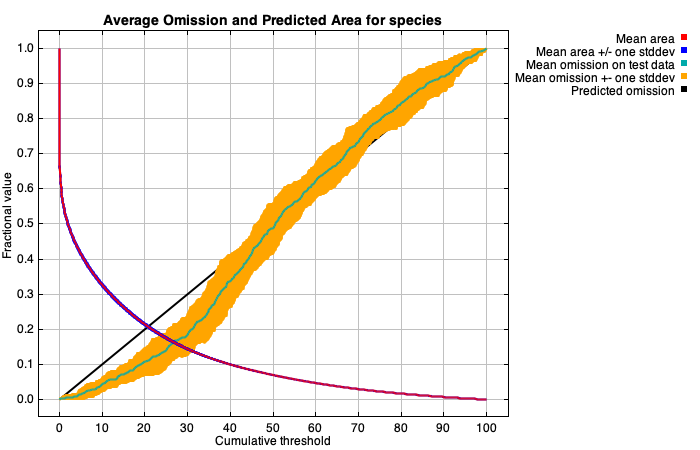 Average Omission and Predicted Area for species
Mean area
Mean area +/- one stddev
Mean omission on test data
Mean omission +- one stddev
Predicted omission
Fractional value
1.0
0.9
0.8
0.7
0.6
0.5
0.4
0.3
0.2
0.1
0.0
0 10 20 30 40 50 60 70 80 90 100
Cumulative threshold